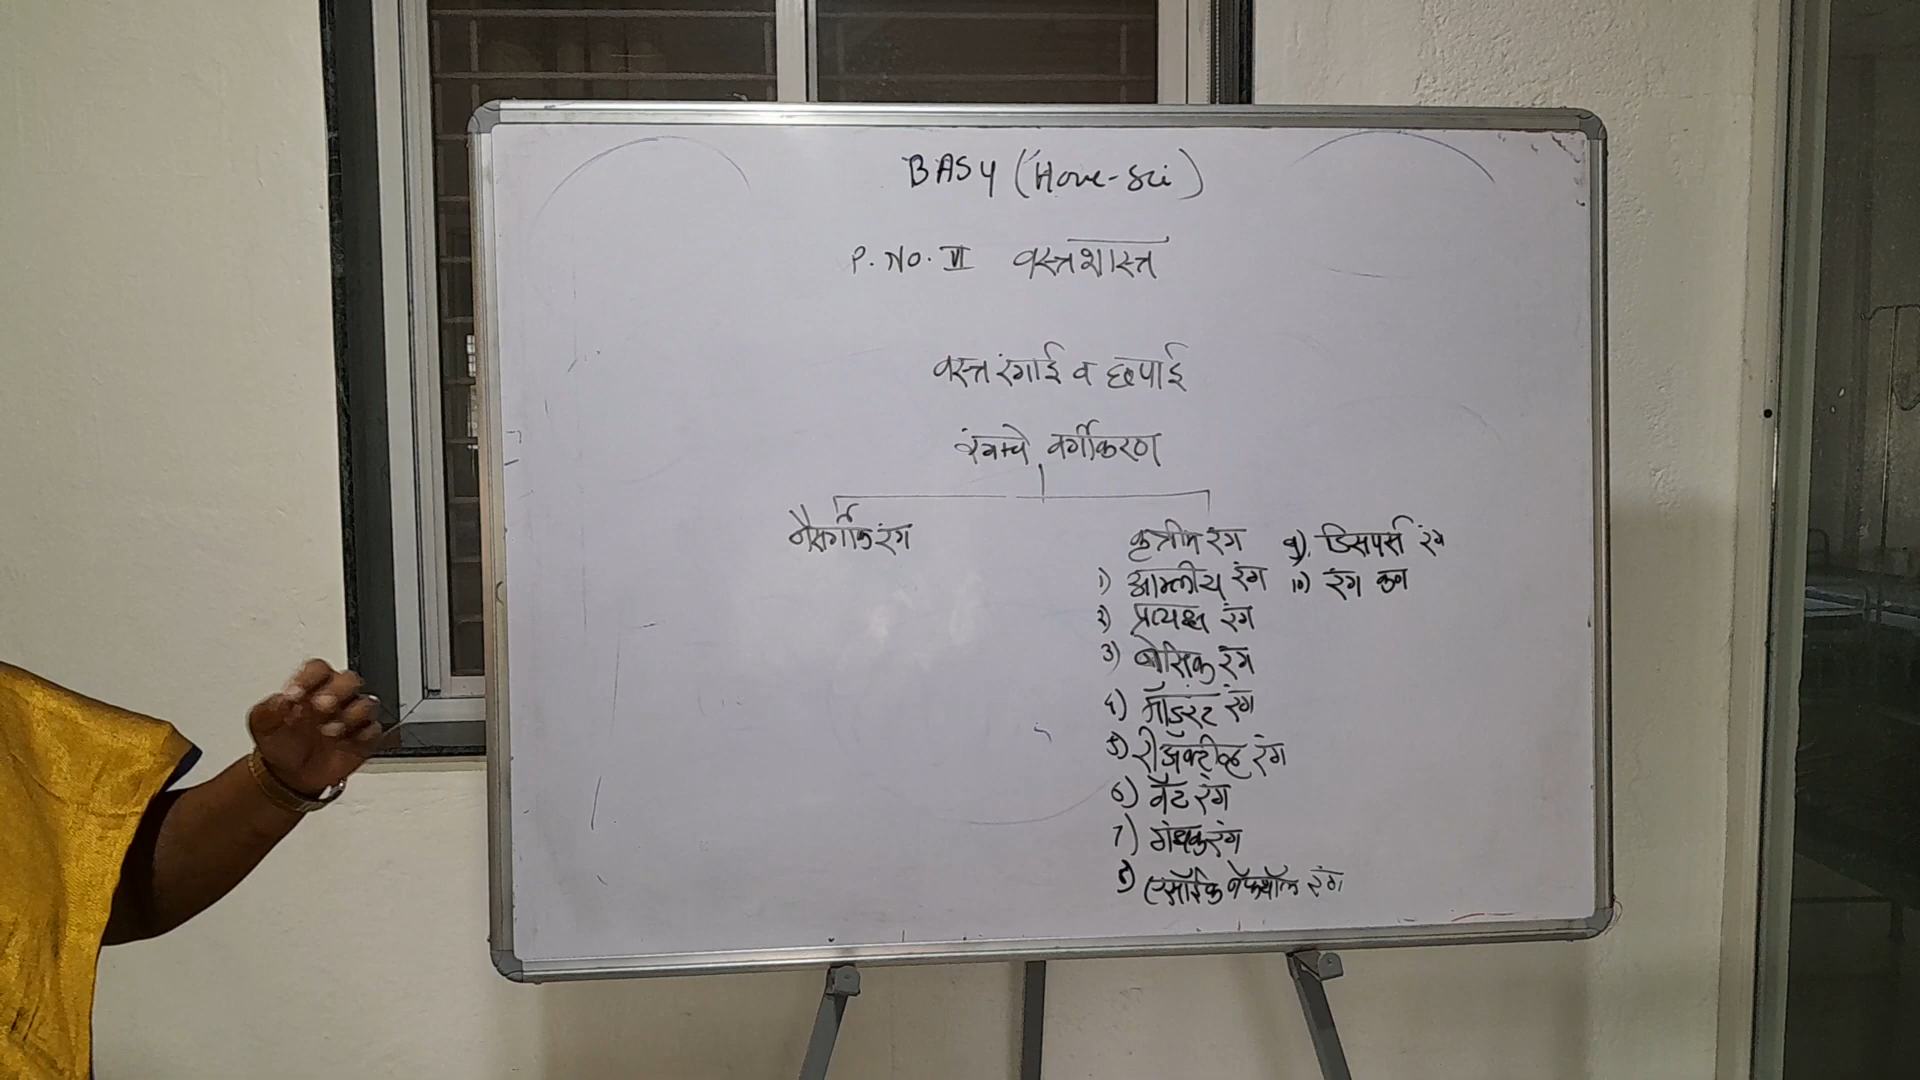 BASY (Home-Sci)
P. No. VI वस्त्रशास्त्र
वस्त्र रंगाई व छपाई
रंगाचे वर्गीकरण
नैसर्गिक रंग
कृत्रीम रंग
1) आम्लीय रंग
2) प्रत्यक्ष रंग
3) बेसिक रंग
4) मॉडरंट रंग
5) रीॲक्टीव्ह रंग
6) वॅट रंग
7) गंधक रंग
8) एझॉईक नॅफथॉल रंग
9) डिसपर्स रंग
10) रंग कण